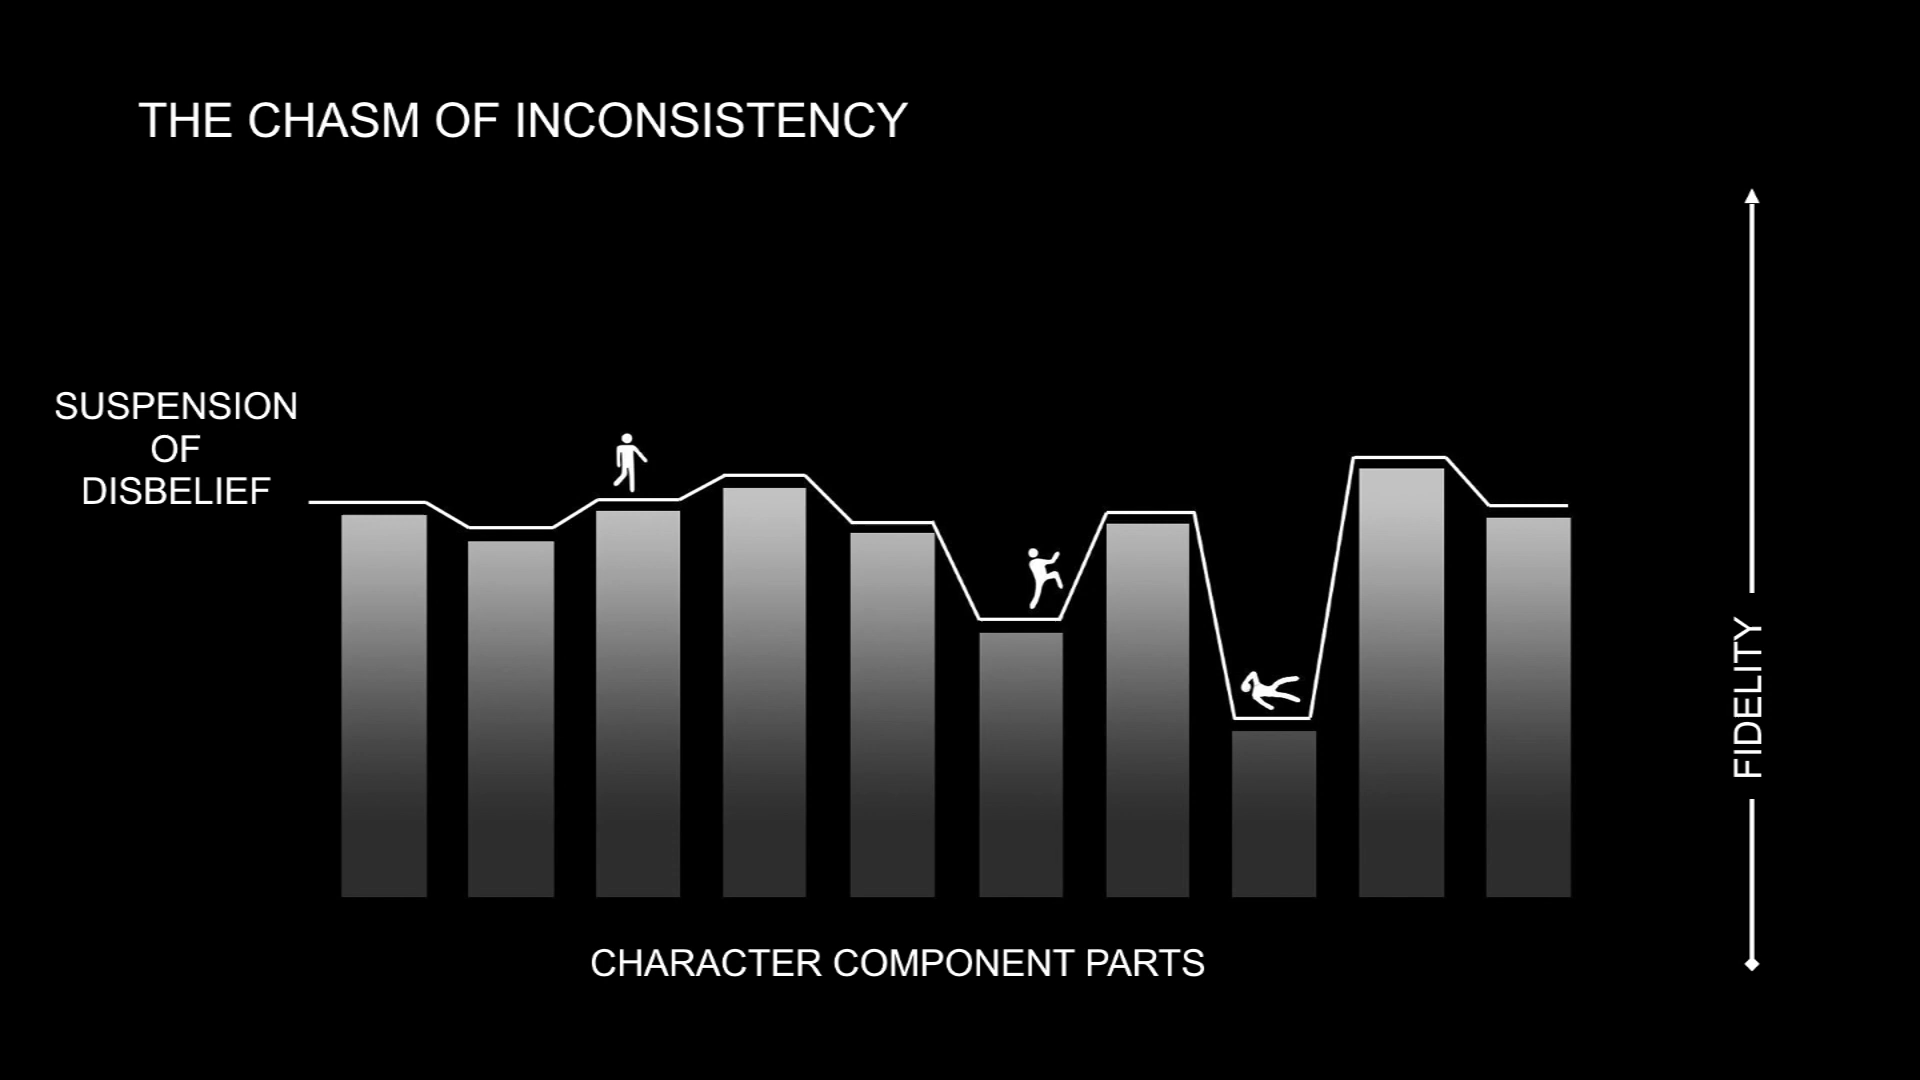 THE CHASM OF INCONSISTENCY
SUSPENSION
OF
DISBELIEF
FIDELITY
CHARACTER COMPONENT PARTS